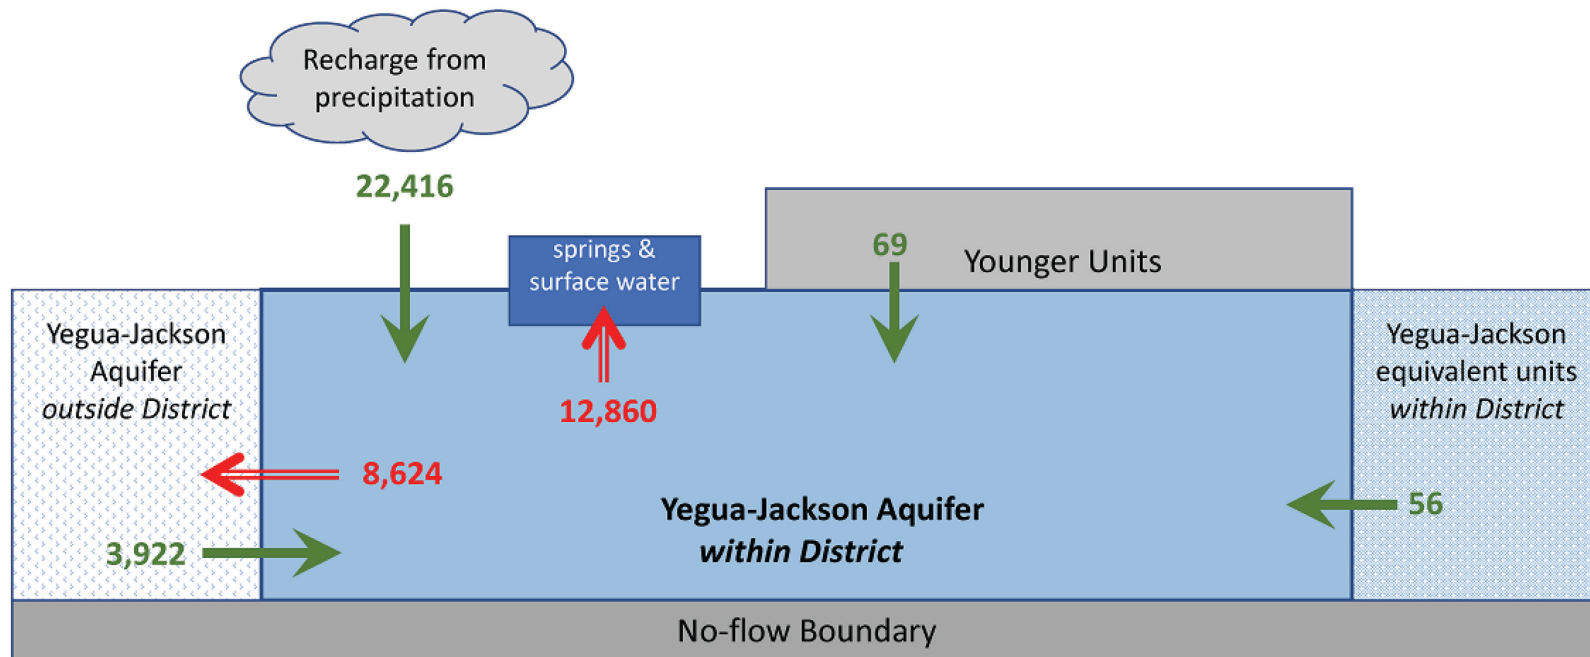 Recharge from
precipitation
22,416
springs &
surface water
69
Younger Units
Yegua-Jackson
Aquifer
outside District
12,860
Yegua-Jackson
equivalent units
within District
8,624
Yegua-Jackson Aquifer
within District
56
3,922
No-flow Boundary